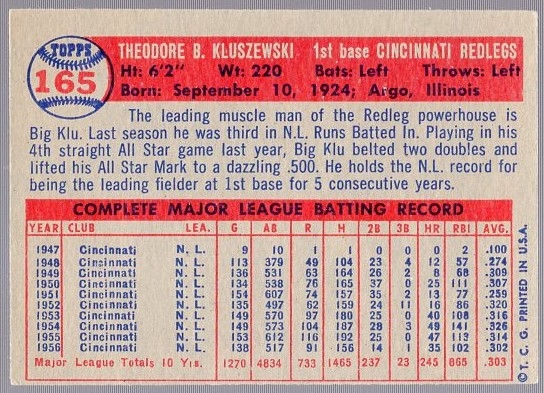 TOPPS
165
THEODORE B. KLUSZEWSKI 1st base CINCINNATI REDLEGS
Ht: 6'2" Wt: 220 Bats: Left Throws: Left
Born: September 10, 1924; Argo, Illinois
The leading muscle man of the Redleg powerhouse is
Big Klu. Last season he was third in N.L. Runs Batted In. Playing in his
4th straight All Star game last year, Big Klu belted two doubles and
lifted his All Star Mark to a dazzling .500. He holds the N.L. record for
being the leading fielder at 1st base for 5 consecutive years.
COMPLETE MAJOR LEAGUE BATTING RECORD
YEAR CLUB LEA. G AB R H 2B 3B HR RBI AVG.
1947 Cincinnati N. L. 9 10 1 1 0 0 0 2 .100
1948 Cincinnati N. L. 113 379 49 104 23 4 12 57 .274
1949 Cincinnati N. L. 136 531 63 164 26 2 8 68 .309
1950 Cincinnati N. L. 134 538 76 165 37 0 25 111 .307
1951 Cincinnati N. L. 154 607 74 157 35 2 13 77 .259
1952 Cincinnati N. L. 135 497 62 159 24 11 16 86 .320
1953 Cincinnati N. L. 149 570 97 180 25 0 40 108 .316
1954 Cincinnati N. L. 149 573 104 187 28 3 49 141 .326
1955 Cincinnati N. L. 153 612 116 192 25 0 47 113 .314
1956 Cincinnati N. L. 138 517 91 156 14 1 35 102 .302
Major League Totals 10 Yrs. 1270 4834 733 1465 237 23 245 865 .303
© T. C. G. PRINTED IN U.S.A.